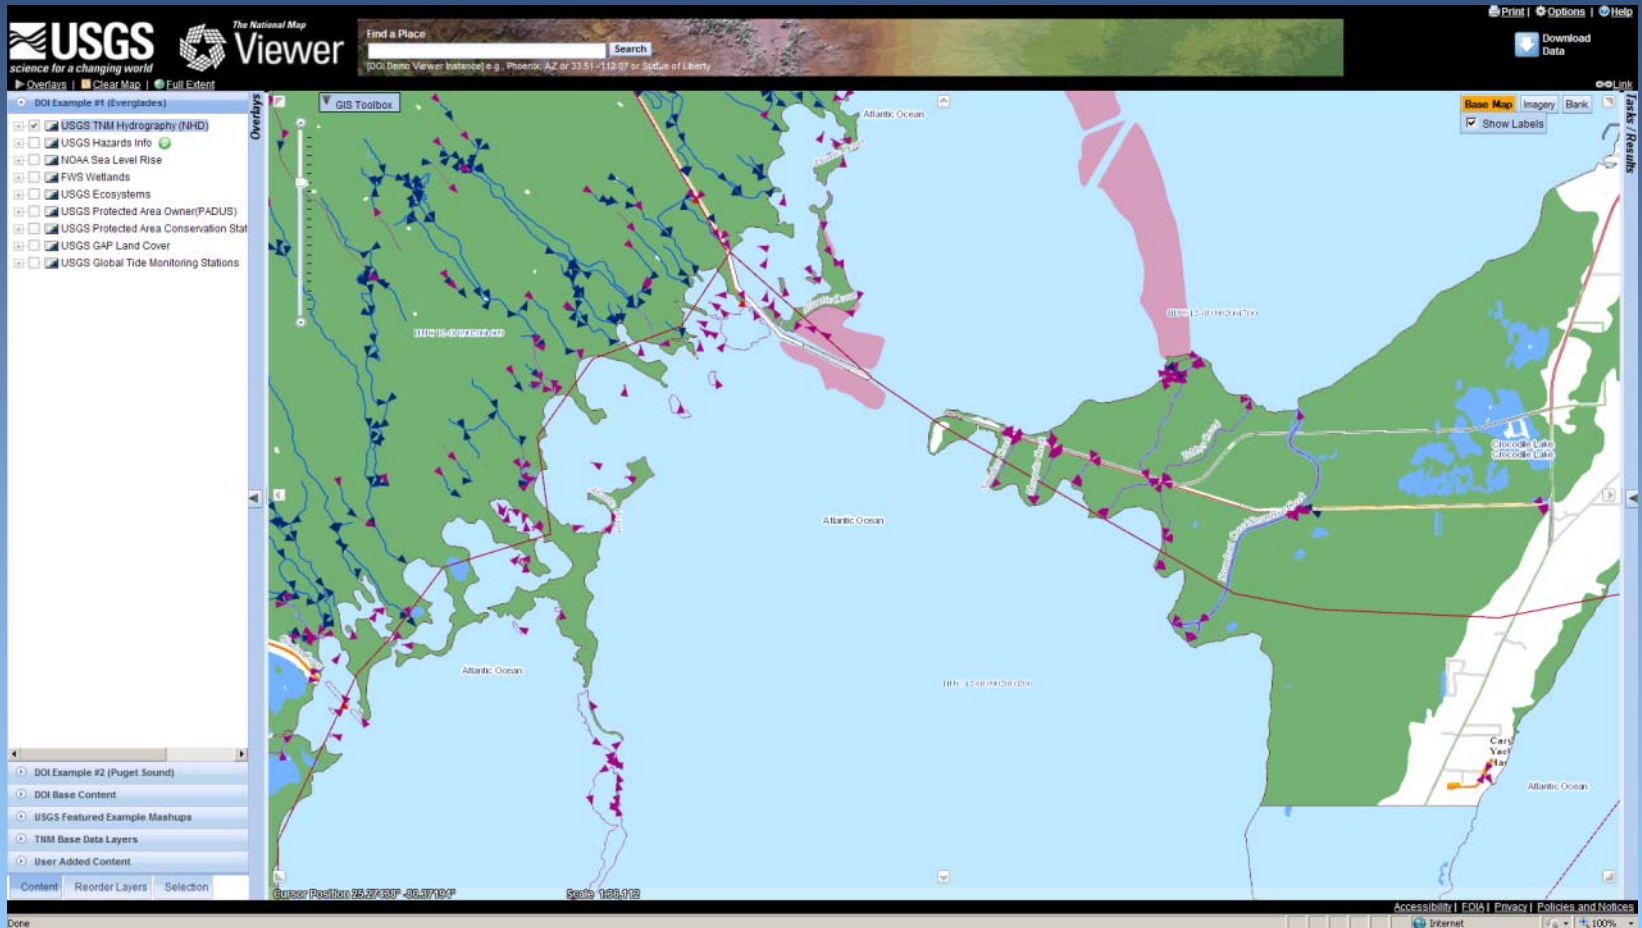 Print | Options | Help
USGS
science for a changing world
The National Map
Viewer
Find a Place
Search
[DOI Demo Viewer Instance] e.g., Phoenix, AZ or 33.51 -112.07 or Statue of Liberty
Download
Data
Overlays | Clear Map | Full Extent
Link
DOI Example #1 (Everglades)
USGS TNM Hydrography (NHD)
USGS Hazards Info
NOAA Sea Level Rise
FWS Wetlands
USGS Ecosystems
USGS Protected Area Owner(PADUS)
USGS Protected Area Conservation Stat
USGS GAP Land Cover
USGS Global Tide Monitoring Stations
Overlays
GIS Toolbox
Base Map
Imagery
Blank
Show Labels
Tasks / Results
Atlantic Ocean
Crocodile Lake
Crocodile Lake
Atlantic Ocean
Atlantic Ocean
Atlantic Ocean
DOI Example #2 (Puget Sound)
DOI Base Content
USGS Featured Example Mashups
TNM Base Data Layers
User Added Content
Content
Reorder Layers
Selection
Cursor Position
Scale
Accessibility | FOIA | Privacy | Policies and Notices
Done
Internet
100%